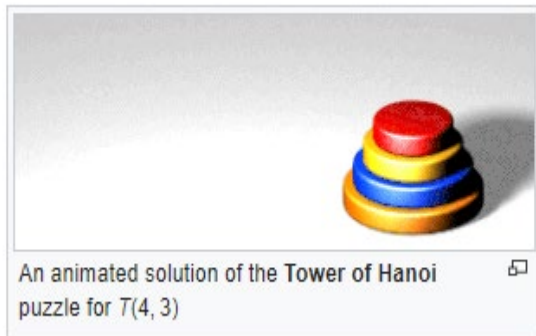 An animated solution of the Tower of Hanoi
puzzle for T(4, 3)